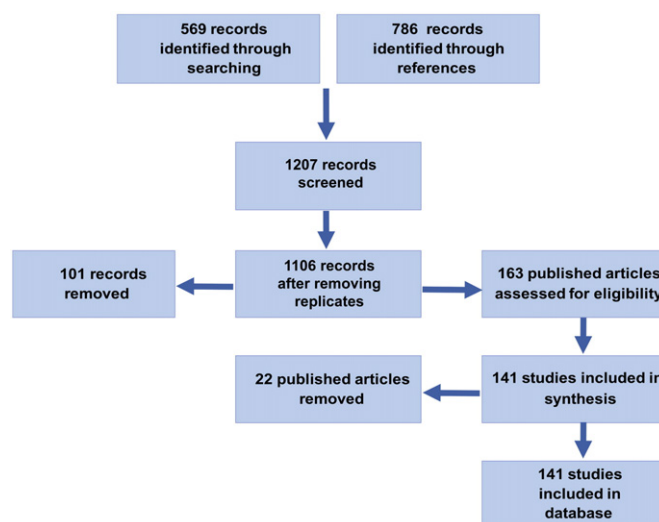 569 records
identified through
searching
786 records
identified through
references
1207 records
screened
101 records
removed
1106 records
after removing
replicates
163 published articles
assessed for eligibility
22 published articles
removed
141 studies included in
synthesis
141 studies
included in
database